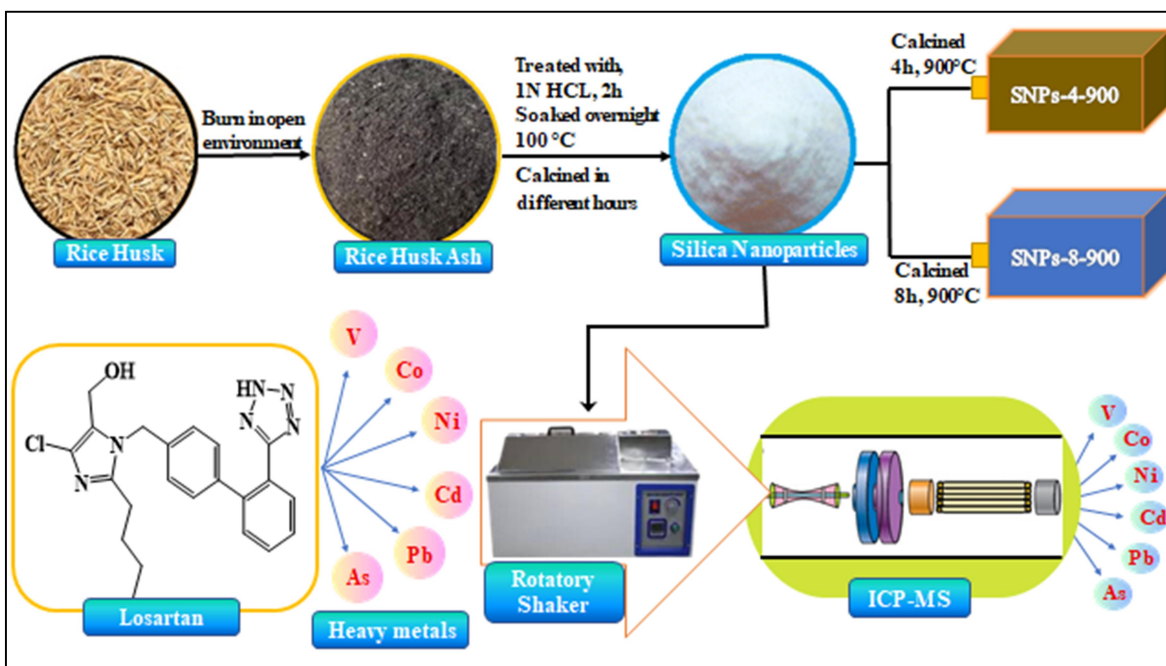 Burn in open
environment
Treated with,
1N HCL, 2h
Soaked overnight
100 °C
Calcined in
different hours
Calcined
4h, 900°C
SNPs-4-900
Calcined
8h, 900°C
SNPs-8-900
Rice Husk
Rice Husk Ash
Silica Nanoparticles
OH
Cl
N
N
HN
N
N
N
Losartan
V
Co
Ni
Cd
Pb
As
Heavy metals
Rotatory
Shaker
ICP-MS
V
Co
Ni
Cd
Pb
As